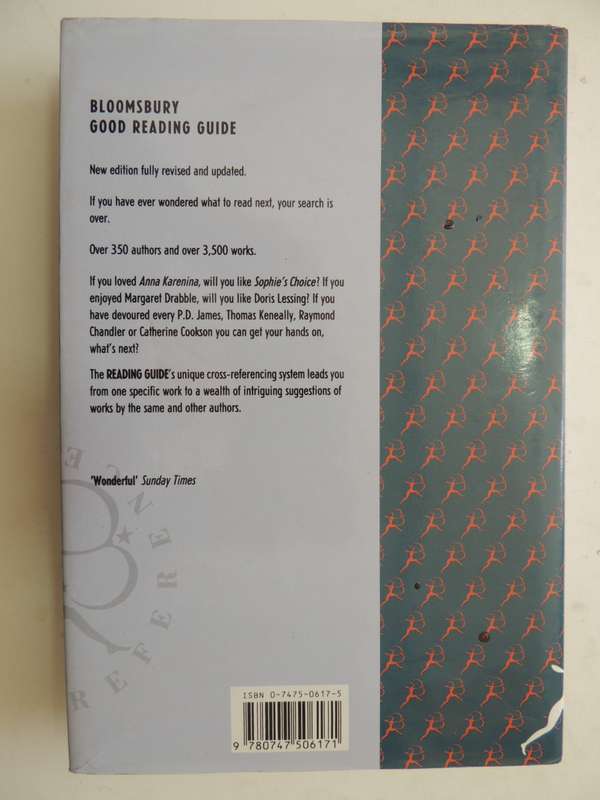 BLOOMSBURY
GOOD READING GUIDE
New edition fully revised and updated.
If you have ever wondered what to read next, your search is
over.
Over 350 authors and over 3,500 works.
If you loved Anna Karenina, will you like Sophie's Choice? If you
enjoyed Margaret Drabble, will you like Doris Lessing? If you
have devoured every P.D. James, Thomas Keneally, Raymond
Chandler or Catherine Cookson you can get your hands on,
what's next?
The READING GUIDE's unique cross-referencing system leads you
from one specific work to a wealth of intriguing suggestions of
works by the same and other authors.
'Wonderful' Sunday Times
REFERENCE
ISBN 0-7475-0617-5
9 780747 506171